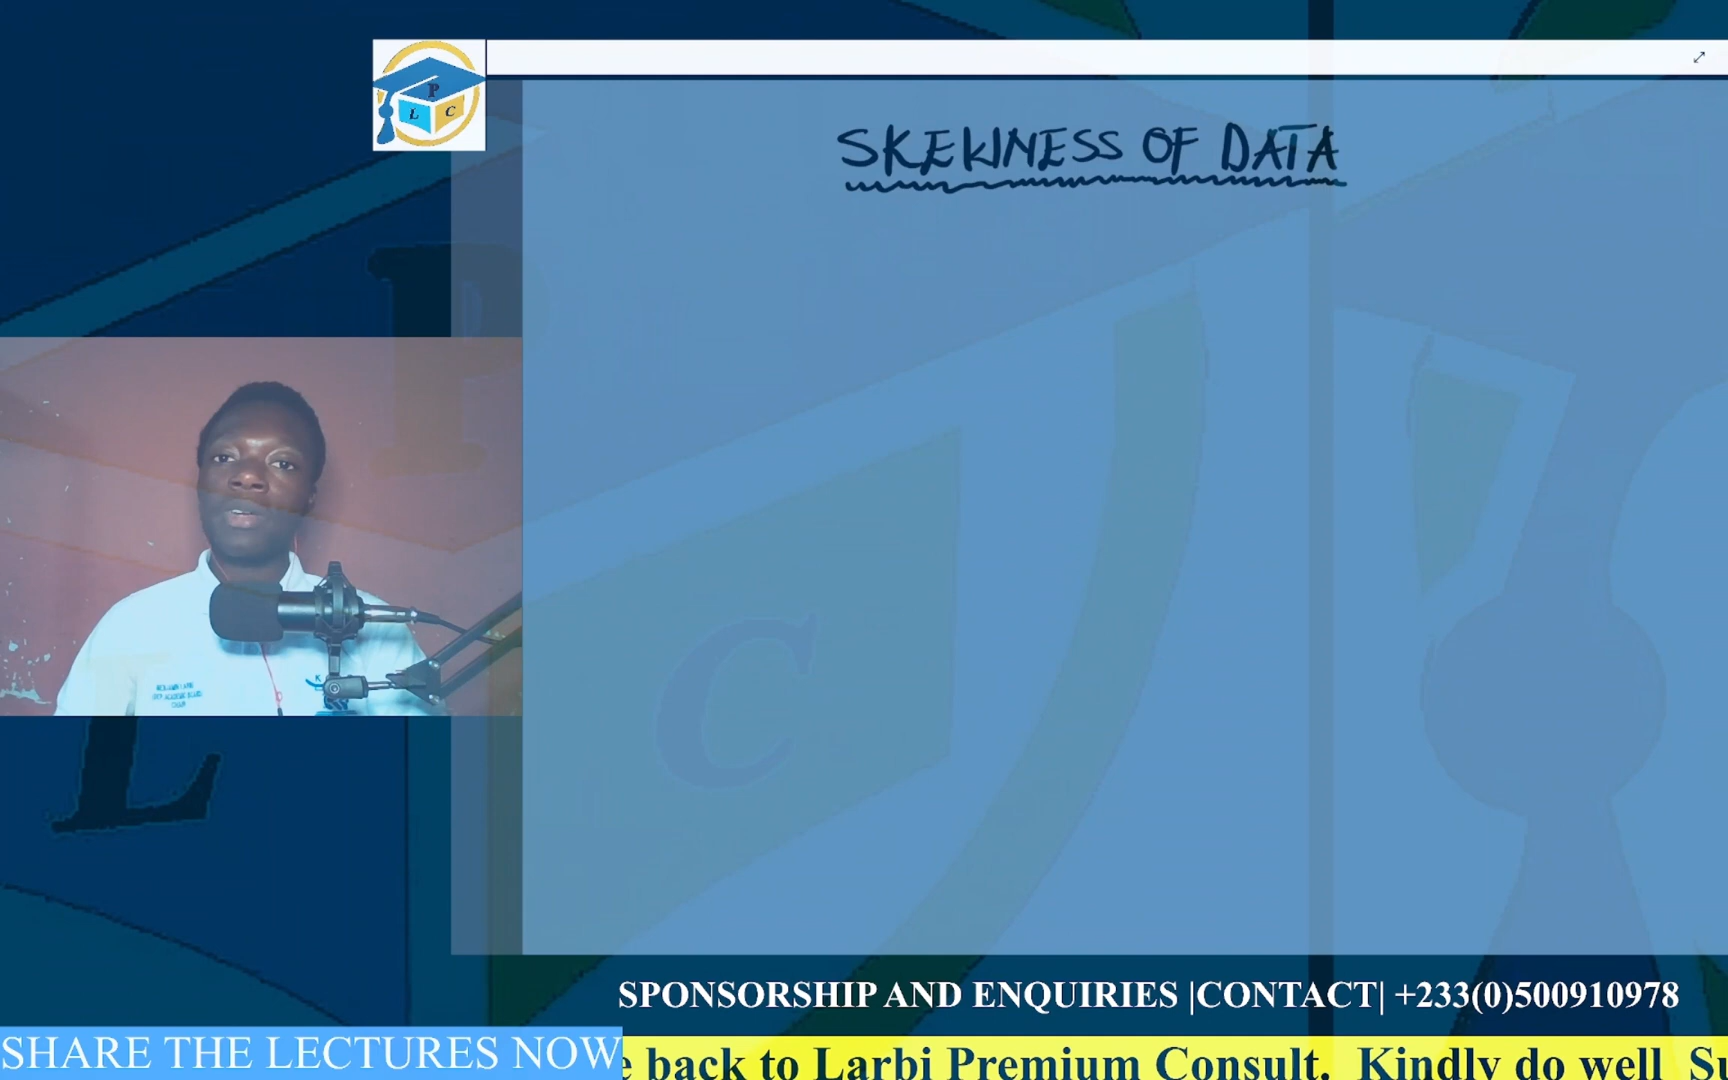 P
L C
SKEWNESS OF DATA
P
C
L
SPONSORSHIP AND ENQUIRIES |CONTACT| +233(0)500910978
SHARE THE LECTURES NOW
e back to Larbi Premium Consult. Kindly do well Su